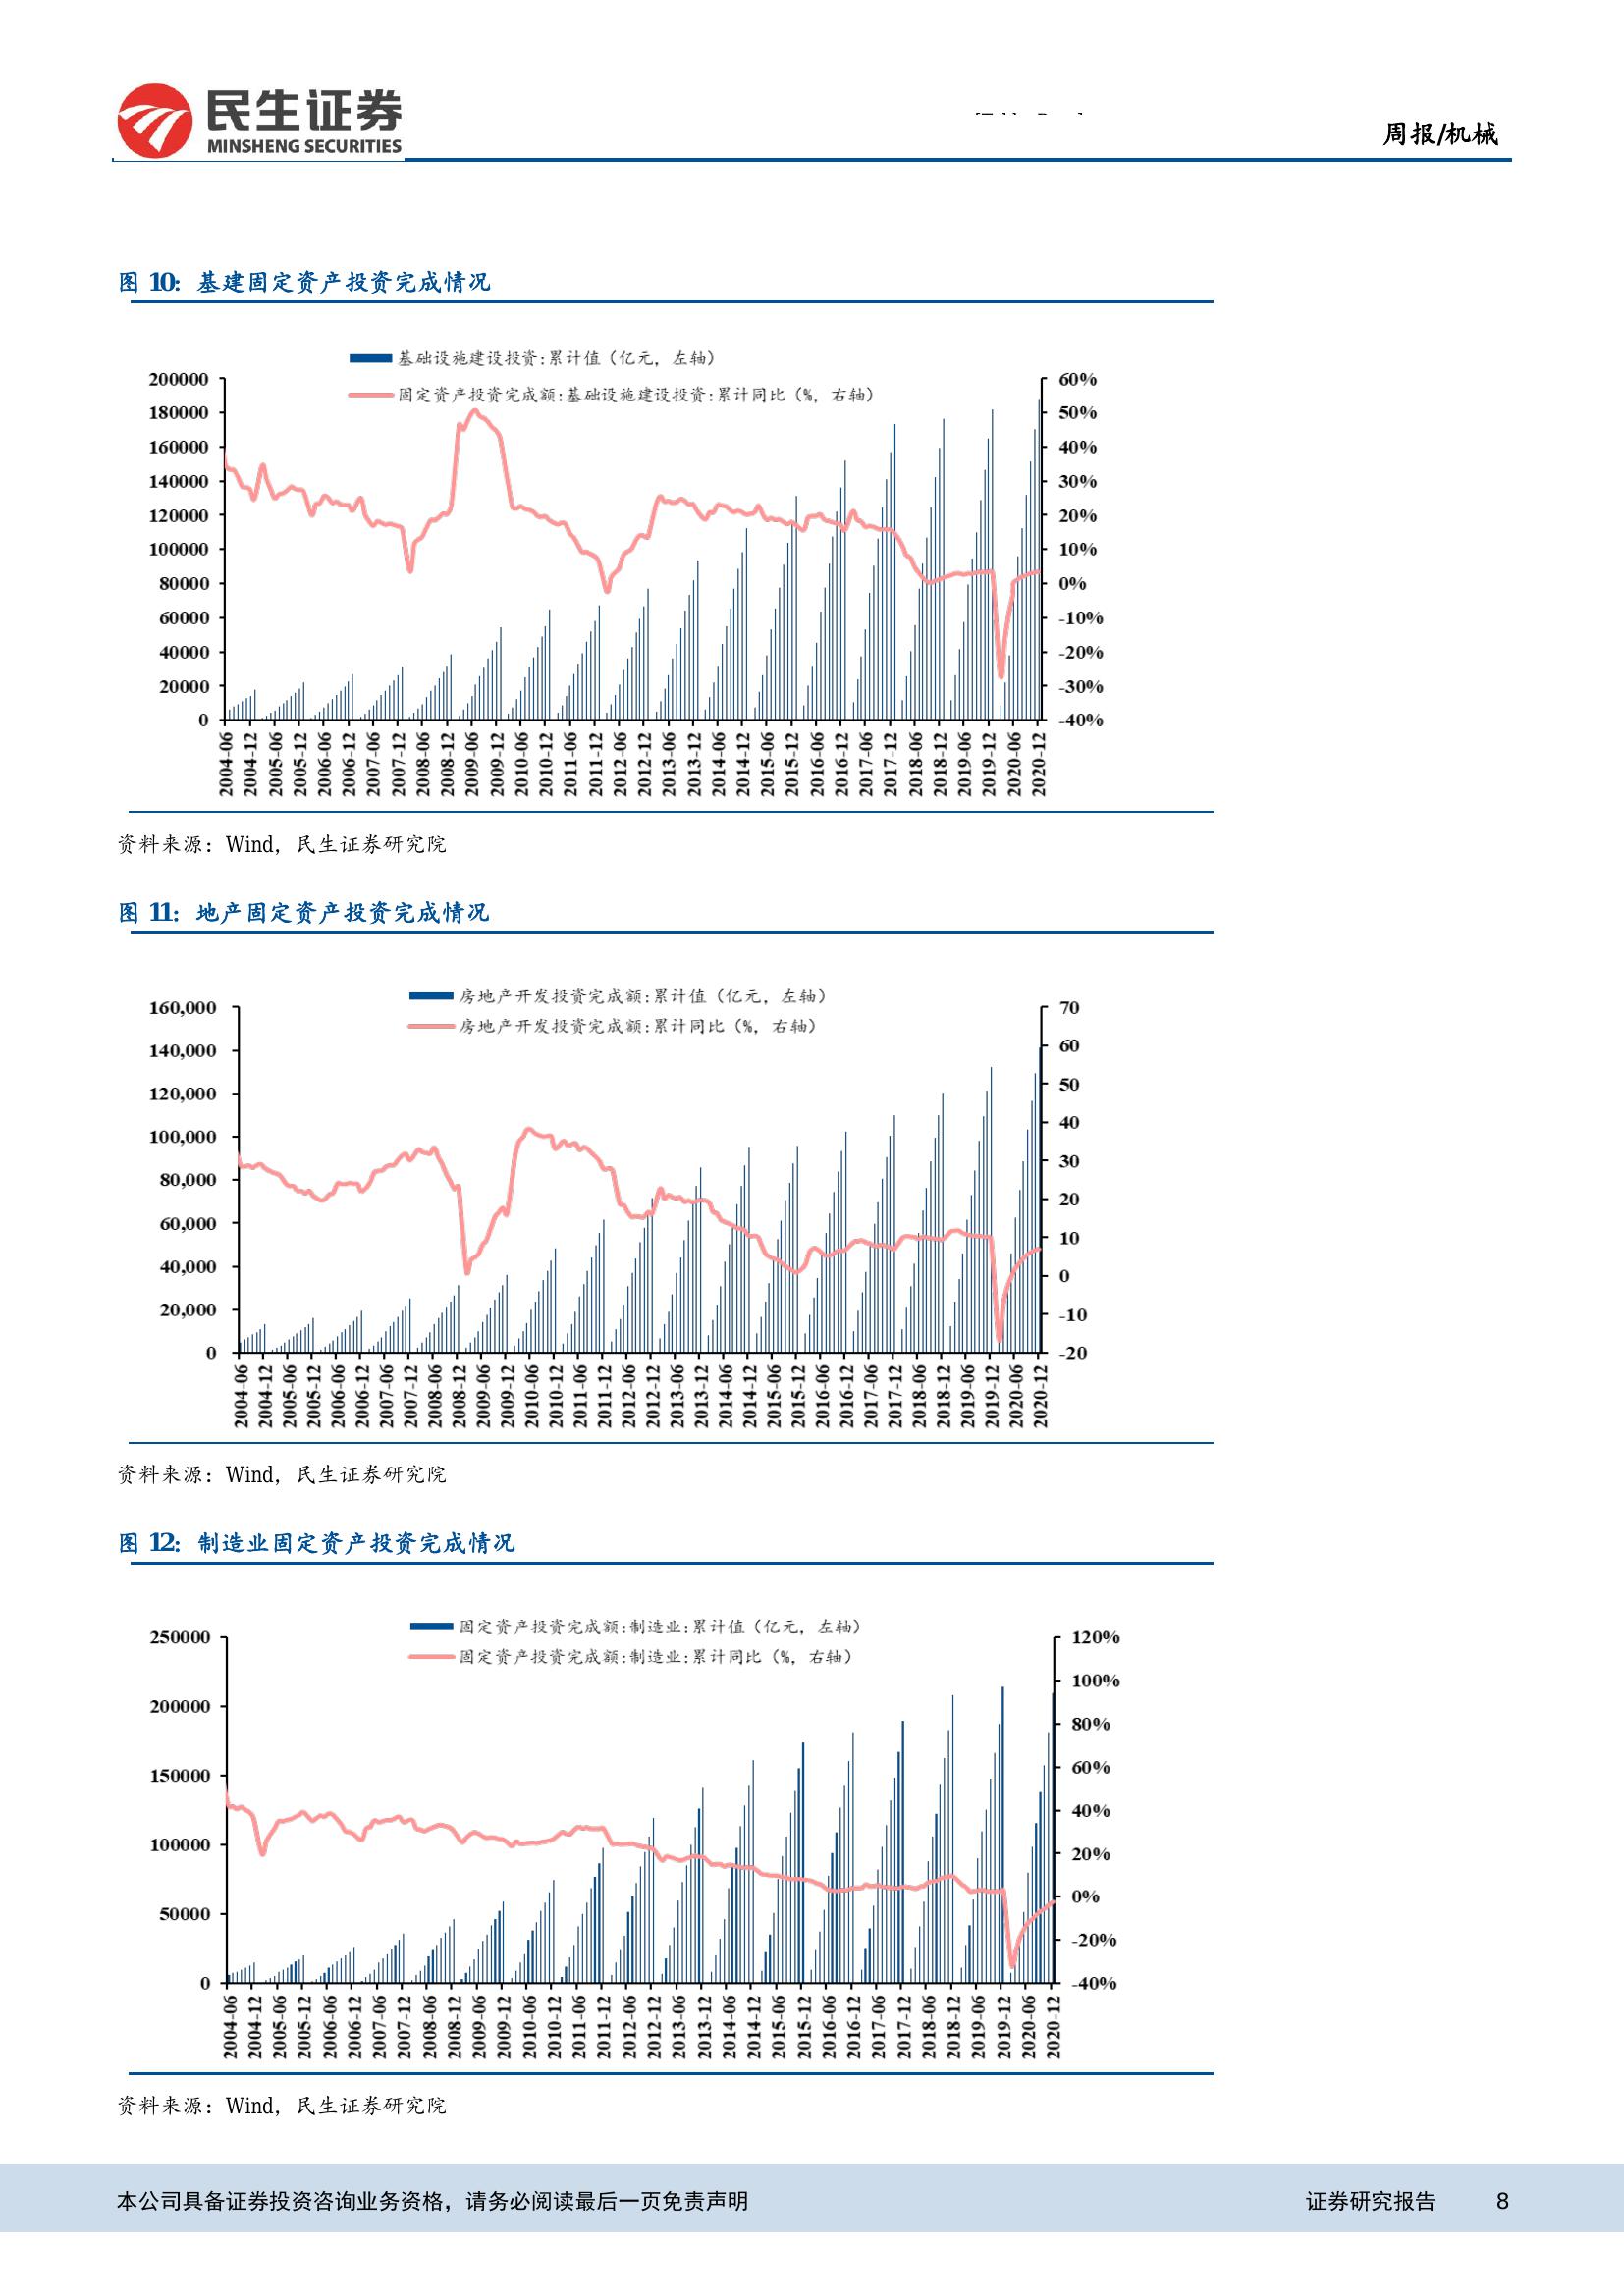 民生证券
MINSHENG SECURITIES
周报/机械
图 10: 基建固定资产投资完成情况
基础设施建设投资:累计值（亿元，左轴）
固定资产投资完成额:基础设施建设投资:累计同比（%，右轴）
200000 60%
180000 50%
160000 40%
140000 30%
120000 20%
100000 10%
80000 0%
60000 -10%
40000 -20%
20000 -30%
0 -40%
2004-06 2004-12 2005-06 2005-12 2006-06 2006-12 2007-06 2007-12 2008-06 2008-12 2009-06 2009-12 2010-06 2010-12 2011-06 2011-12 2012-06 2012-12 2013-06 2013-12 2014-06 2014-12 2015-06 2015-12 2016-06 2016-12 2017-06 2017-12 2018-06 2018-12 2019-06 2019-12 2020-06 2020-12
资料来源：Wind，民生证券研究院
图 11: 地产固定资产投资完成情况
房地产开发投资完成额:累计值（亿元，左轴）
房地产开发投资完成额:累计同比（%，右轴）
160,000 70
140,000 60
120,000 50
100,000 40
80,000 30
60,000 20
40,000 10
20,000 0
0 -10
-20
2004-06 2004-12 2005-06 2005-12 2006-06 2006-12 2007-06 2007-12 2008-06 2008-12 2009-06 2009-12 2010-06 2010-12 2011-06 2011-12 2012-06 2012-12 2013-06 2013-12 2014-06 2014-12 2015-06 2015-12 2016-06 2016-12 2017-06 2017-12 2018-06 2018-12 2019-06 2019-12 2020-06 2020-12
资料来源：Wind，民生证券研究院
图 12: 制造业固定资产投资完成情况
固定资产投资完成额:制造业:累计值（亿元，左轴）
固定资产投资完成额:制造业:累计同比（%，右轴）
250000 120%
100%
200000 80%
150000 60%
40%
100000 20%
50000 0%
-20%
0 -40%
2004-06 2004-12 2005-06 2005-12 2006-06 2006-12 2007-06 2007-12 2008-06 2008-12 2009-06 2009-12 2010-06 2010-12 2011-06 2011-12 2012-06 2012-12 2013-06 2013-12 2014-06 2014-12 2015-06 2015-12 2016-06 2016-12 2017-06 2017-12 2018-06 2018-12 2019-06 2019-12 2020-06 2020-12
资料来源：Wind，民生证券研究院
本公司具备证券投资咨询业务资格，请务必阅读最后一页免责声明 证券研究报告 8